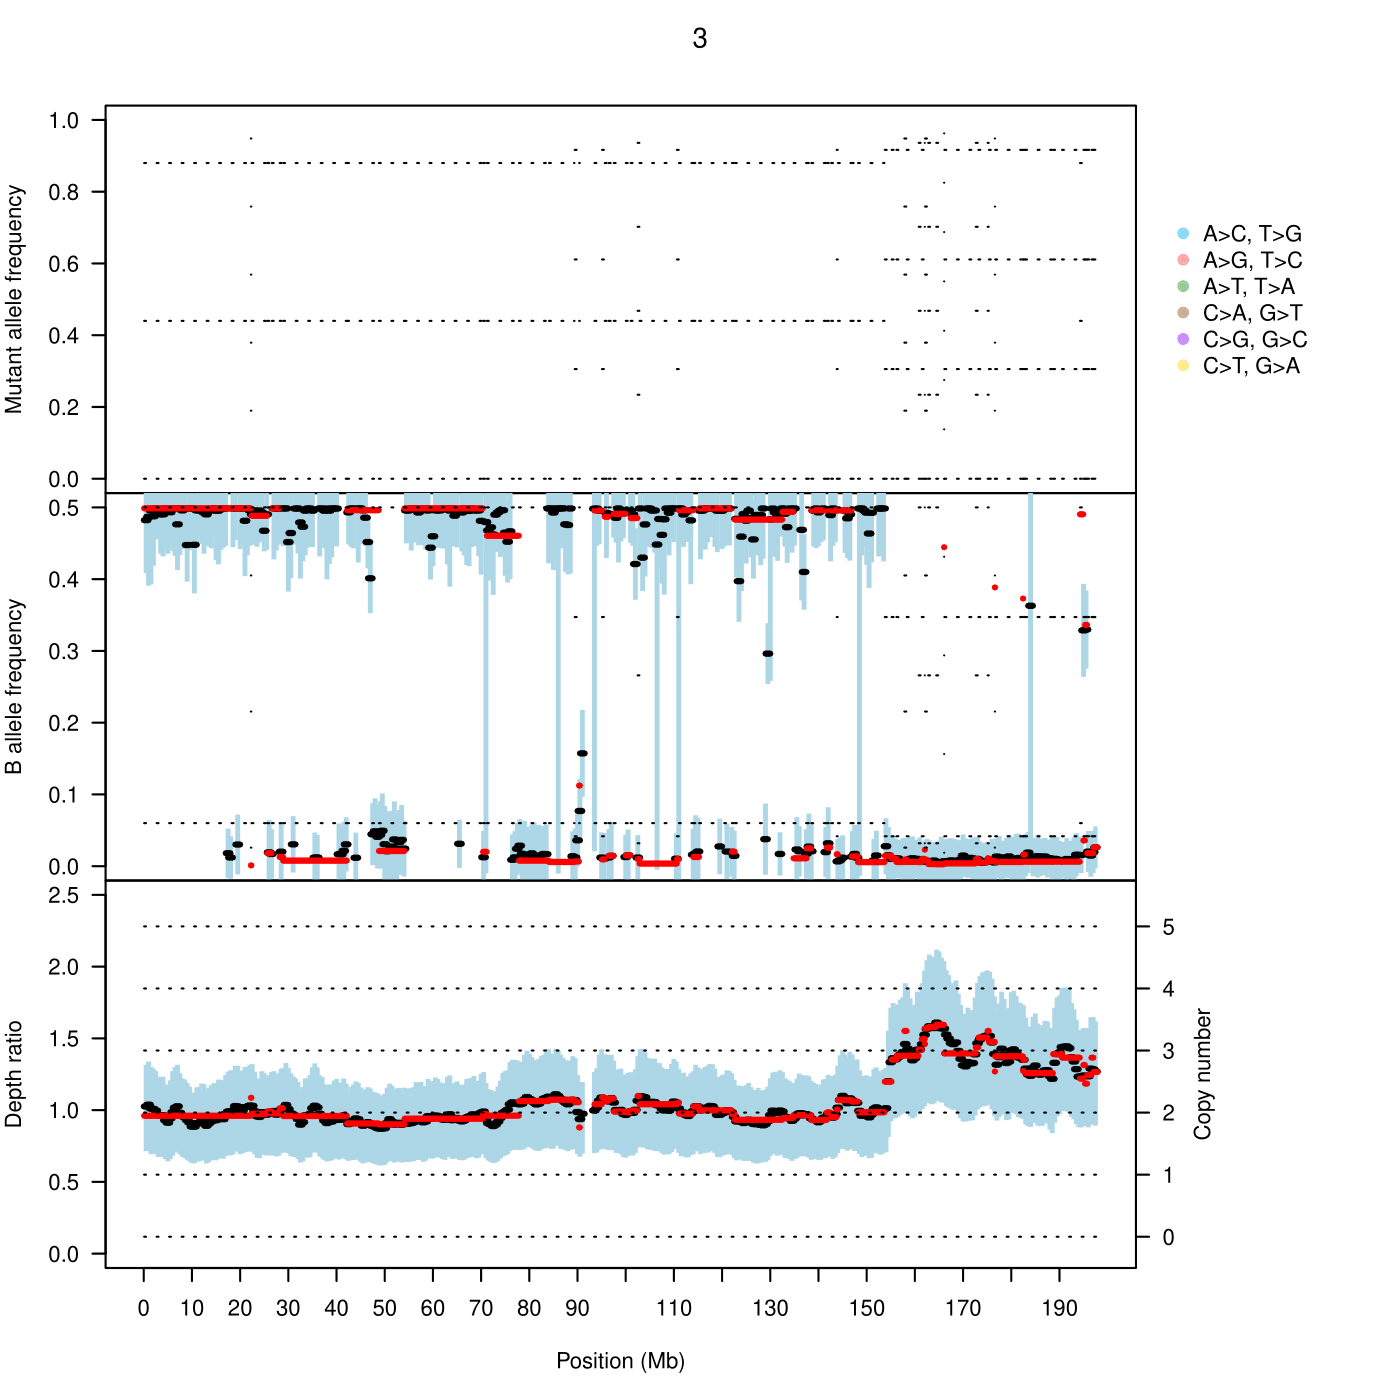 3
Mutant allele frequency
1.0
0.8
0.6
0.4
0.2
0.0
A>C, T>G
A>G, T>C
A>T, T>A
C>A, G>T
C>G, G>C
C>T, G>A
B allele frequency
0.5
0.4
0.3
0.2
0.1
0.0
Depth ratio
2.5
2.0
1.5
1.0
0.5
0.0
5
4
3
2
1
0
Copy number
0 10 20 30 40 50 60 70 80 90 110 130 150 170 190
Position (Mb)